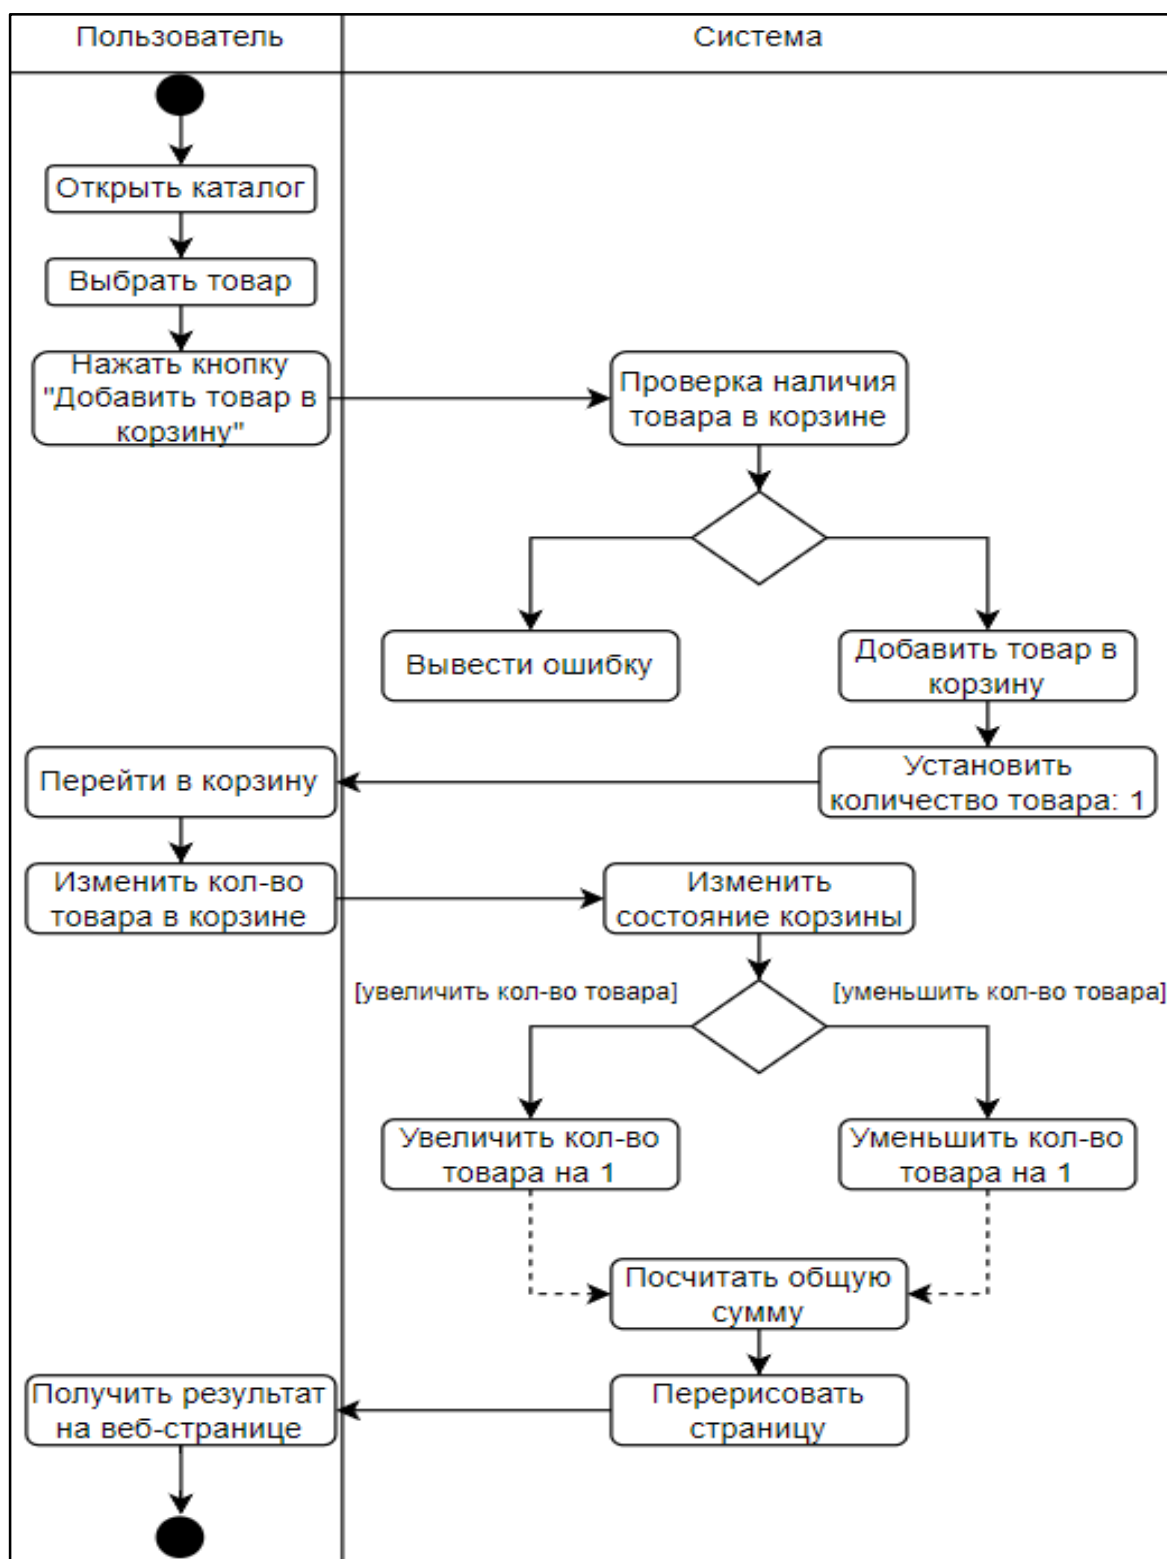 Пользователь
Система
Открыть каталог
Выбрать товар
Нажать кнопку
"Добавить товар в
корзину"
Проверка наличия
товара в корзине
Вывести ошибку
Добавить товар в
корзину
Перейти в корзину
Установить
количество товара: 1
Изменить кол-во
товара в корзине
Изменить
состояние корзины
[увеличить кол-во товара]
[уменьшить кол-во товара]
Увеличить кол-во
товара на 1
Уменьшить кол-во
товара на 1
Посчитать общую
сумму
Получить результат
на веб-странице
Перерисовать
страницу